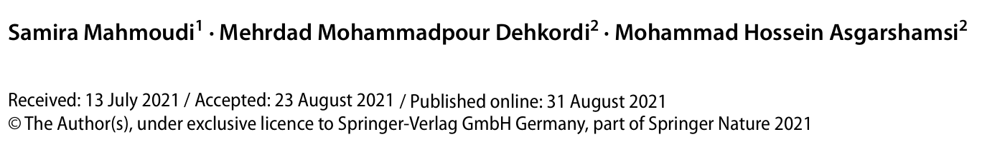 Samira Mahmoudi¹ · Mehrdad Mohammadpour Dehkordi² · Mohammad Hossein Asgarshamsi²
Received: 13 July 2021 / Accepted: 23 August 2021 / Published online: 31 August 2021
© The Author(s), under exclusive licence to Springer-Verlag GmbH Germany, part of Springer Nature 2021